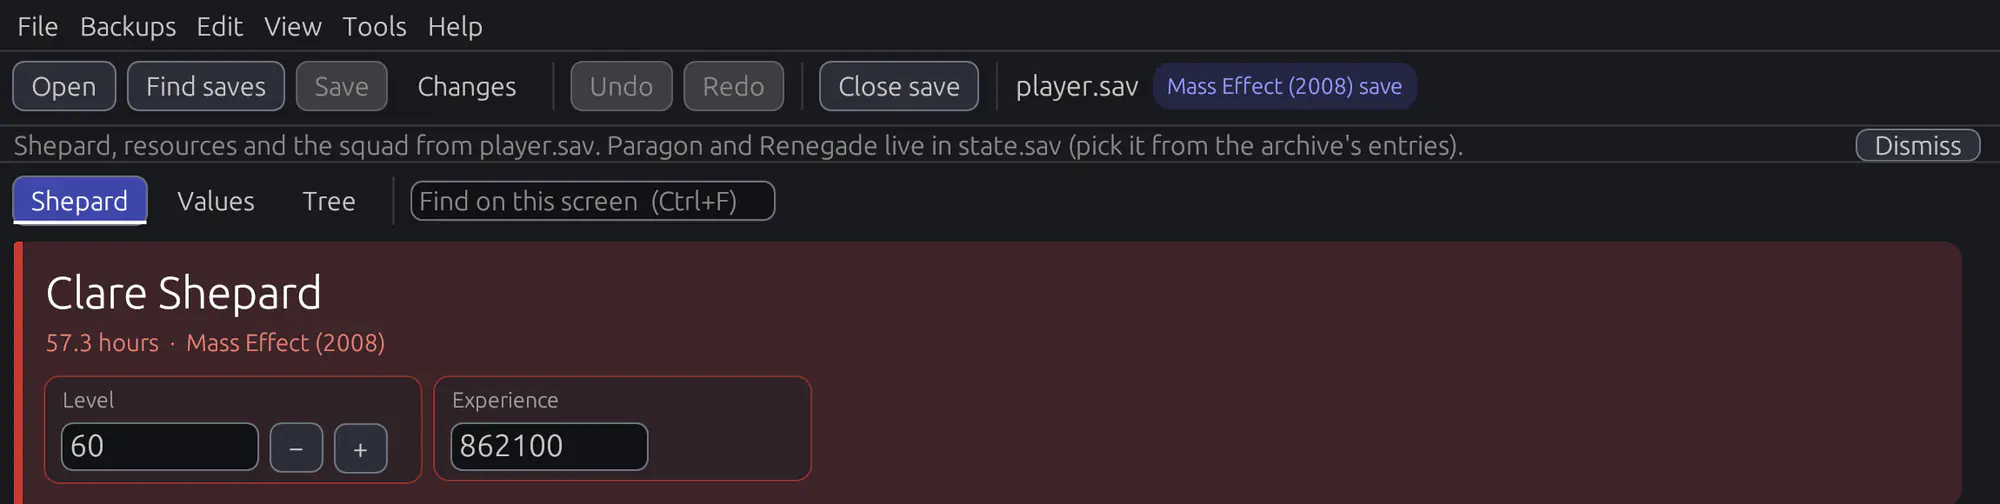 File Backups Edit View Tools Help
Open Find saves Save Changes Undo Redo Close save player.sav Mass Effect (2008) save
Shepard, resources and the squad from player.sav. Paragon and Renegade live in state.sav (pick it from the archive's entries). Dismiss
Shepard Values Tree Find on this screen (Ctrl+F)
Clare Shepard
57.3 hours · Mass Effect (2008)
Level Experience
60 − + 862100